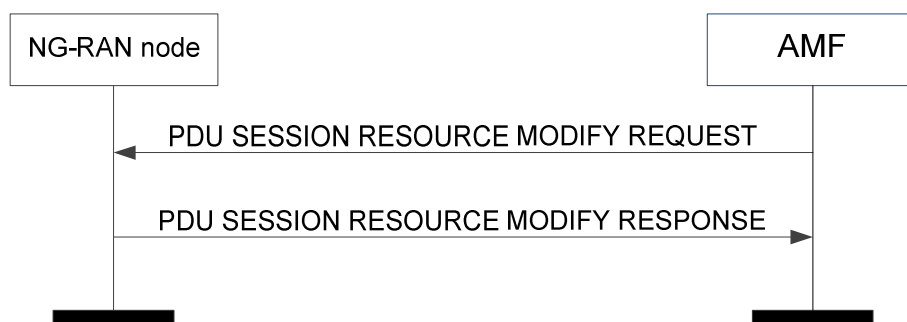 NG-RAN node
AMF
PDU SESSION RESOURCE MODIFY REQUEST
PDU SESSION RESOURCE MODIFY RESPONSE